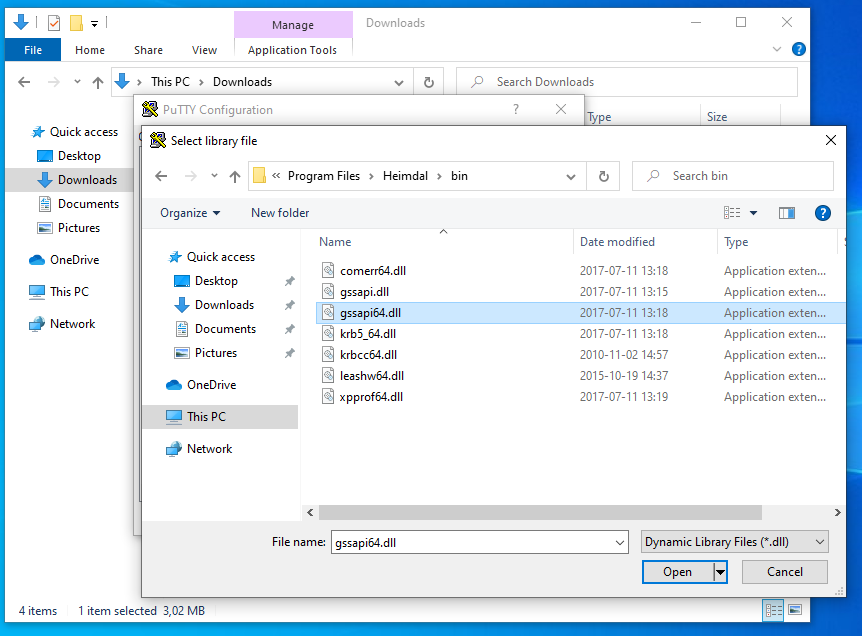 Manage
Downloads
File
Home
Share
View
Application Tools
This PC
Downloads
Search Downloads
PuTTY Configuration
Type
Size
Quick access
Desktop
Downloads
Documents
Pictures
OneDrive
This PC
Network
Select library file
« Program Files
Heimdal
bin
Search bin
Organize
New folder
Name
Date modified
Type
Quick access
Desktop
Downloads
Documents
Pictures
OneDrive
This PC
Network
comerr64.dll 2017-07-11 13:18 Application exten...
gssapi.dll 2017-07-11 13:15 Application exten...
gssapi64.dll 2017-07-11 13:18 Application exten...
krb5_64.dll 2017-07-11 13:18 Application exten...
krbcc64.dll 2010-11-02 14:57 Application exten...
leashw64.dll 2015-10-19 14:37 Application exten...
xpprof64.dll 2017-07-11 13:19 Application exten...
File name: gssapi64.dll
Dynamic Library Files (*.dll)
Open
Cancel
4 items
1 item selected 3,02 MB